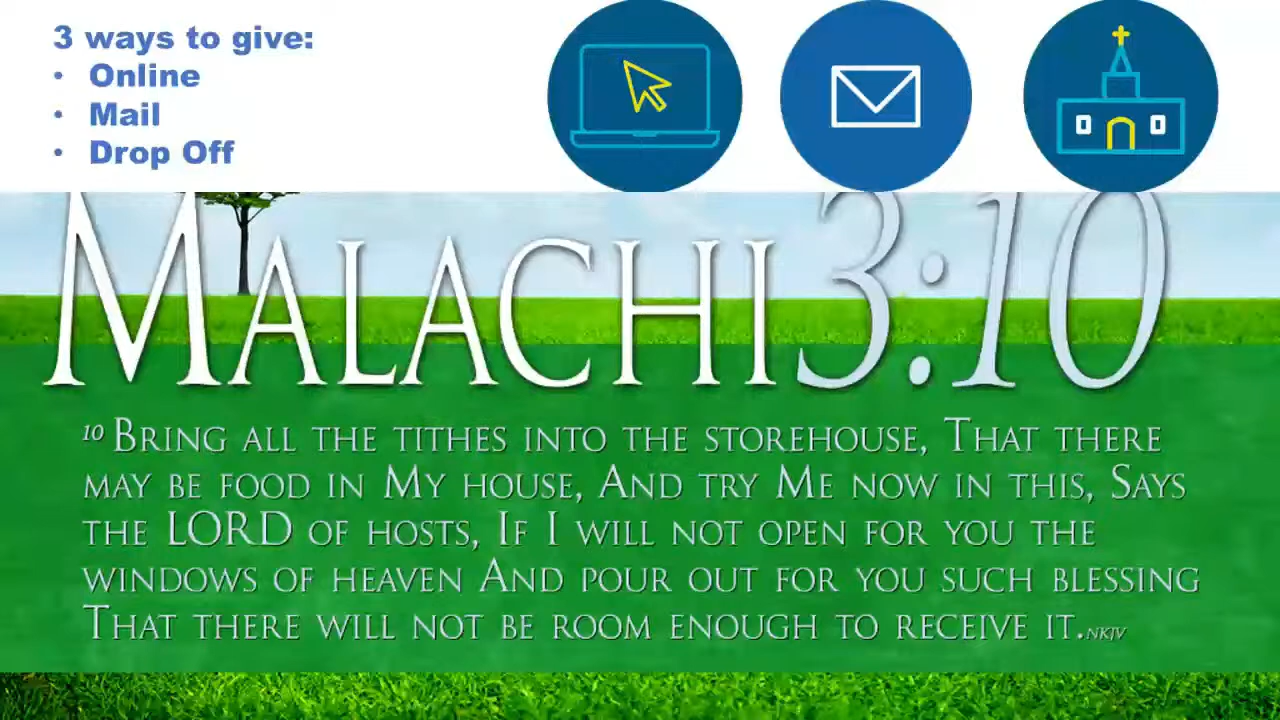 3 ways to give:
• Online
• Mail
• Drop Off
MALACHI 3:10
10 BRING ALL THE TITHES INTO THE STOREHOUSE, THAT THERE
MAY BE FOOD IN MY HOUSE, AND TRY ME NOW IN THIS, SAYS
THE LORD OF HOSTS, IF I WILL NOT OPEN FOR YOU THE
WINDOWS OF HEAVEN AND POUR OUT FOR YOU SUCH BLESSING
THAT THERE WILL NOT BE ROOM ENOUGH TO RECEIVE IT. NKJV